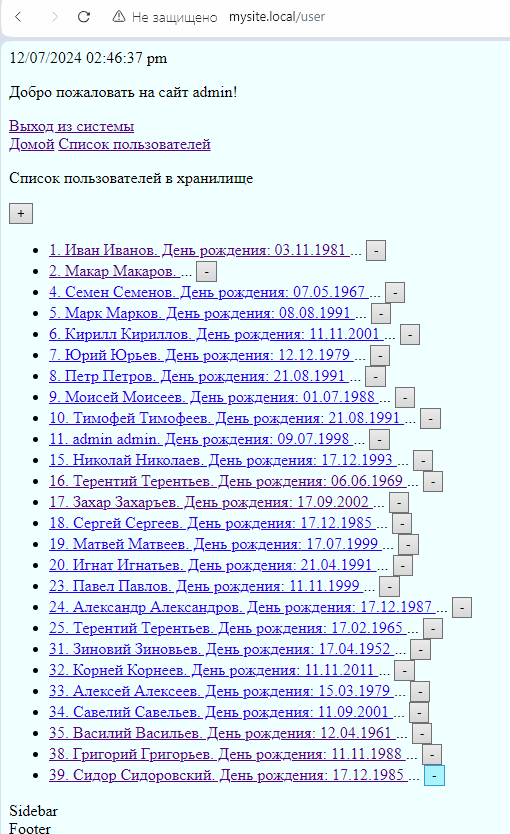 Не защищено mysite.local/user
12/07/2024 02:46:37 pm
Добро пожаловать на сайт admin!
Выход из системы
Домой Список пользователей
Список пользователей в хранилище
+
1. Иван Иванов. День рождения: 03.11.1981 ... -
2. Макар Макаров. ... -
4. Семен Семенов. День рождения: 07.05.1967 ... -
5. Марк Марков. День рождения: 08.08.1991 ... -
6. Кирилл Кириллов. День рождения: 11.11.2001 ... -
7. Юрий Юрьев. День рождения: 12.12.1979 ... -
8. Петр Петров. День рождения: 21.08.1991 ... -
9. Моисей Моисеев. День рождения: 01.07.1988 ... -
10. Тимофей Тимофеев. День рождения: 21.08.1991 ... -
11. admin admin. День рождения: 09.07.1998 ... -
15. Николай Николаев. День рождения: 17.12.1993 ... -
16. Терентий Терентьев. День рождения: 06.06.1969 ... -
17. Захар Захаръев. День рождения: 17.09.2002 ... -
18. Сергей Сергеев. День рождения: 17.12.1985 ... -
19. Матвей Матвеев. День рождения: 17.07.1999 ... -
20. Игнат Игнатьев. День рождения: 21.04.1991 ... -
23. Павел Павлов. День рождения: 11.11.1999 ... -
24. Александр Александров. День рождения: 17.12.1987 ... -
25. Терентий Терентьев. День рождения: 17.02.1965 ... -
31. Зиновий Зиновьев. День рождения: 17.04.1952 ... -
32. Корней Корнеев. День рождения: 11.11.2011 ... -
33. Алексей Алексеев. День рождения: 15.03.1979 ... -
34. Савелий Савельев. День рождения: 11.09.2001 ... -
35. Василий Васильев. День рождения: 12.04.1961 ... -
38. Григорий Григорьев. День рождения: 11.11.1988 ... -
39. Сидор Сидоровский. День рождения: 17.12.1985 ... -
Sidebar
Footer